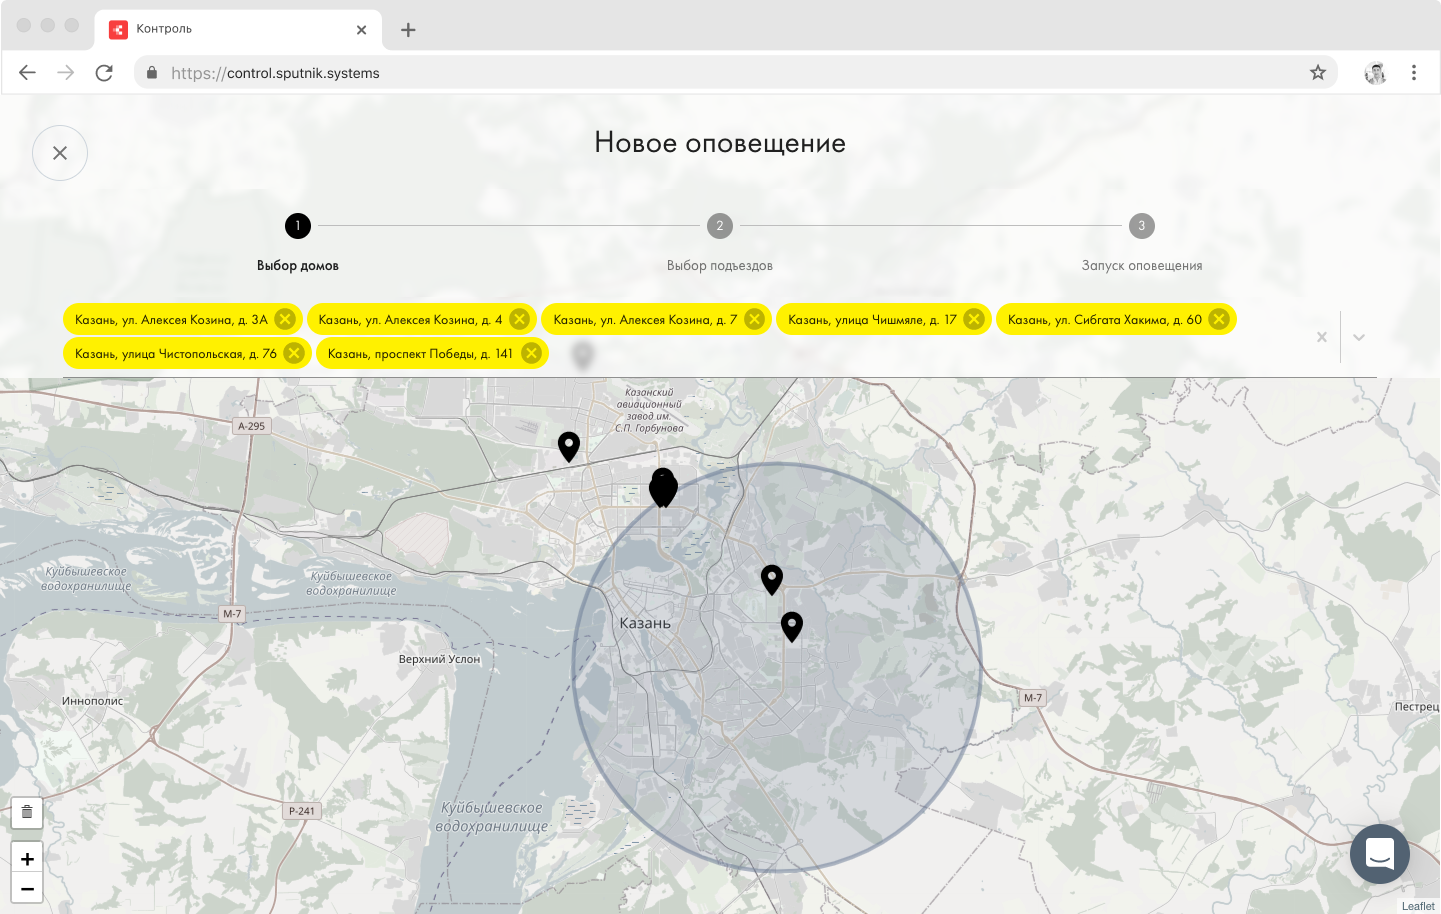 Контроль
https://control.sputnik.systems
Новое оповещение
1
2
3
Выбор домов
Выбор подъездов
Запуск оповещения
Казань, ул. Алексея Козина, д. 3А
Казань, ул. Алексея Козина, д. 4
Казань, ул. Алексея Козина, д. 7
Казань, улица Чишмяле, д. 17
Казань, ул. Сибгата Хакима, д. 60
Казань, улица Чистопольская, д. 76
Казань, проспект Победы, д. 141
Казанский
авиационный
завод им.
С.П. Горбунова
А-295
Куйбышевское
водохранилище
Куйбышевское
водохранилище
М-7
Казань
Верхний Услон
Иннополис
М-7
Пестрец
Р-241
Куйбышевское
водохранилище
+
−
Leaflet